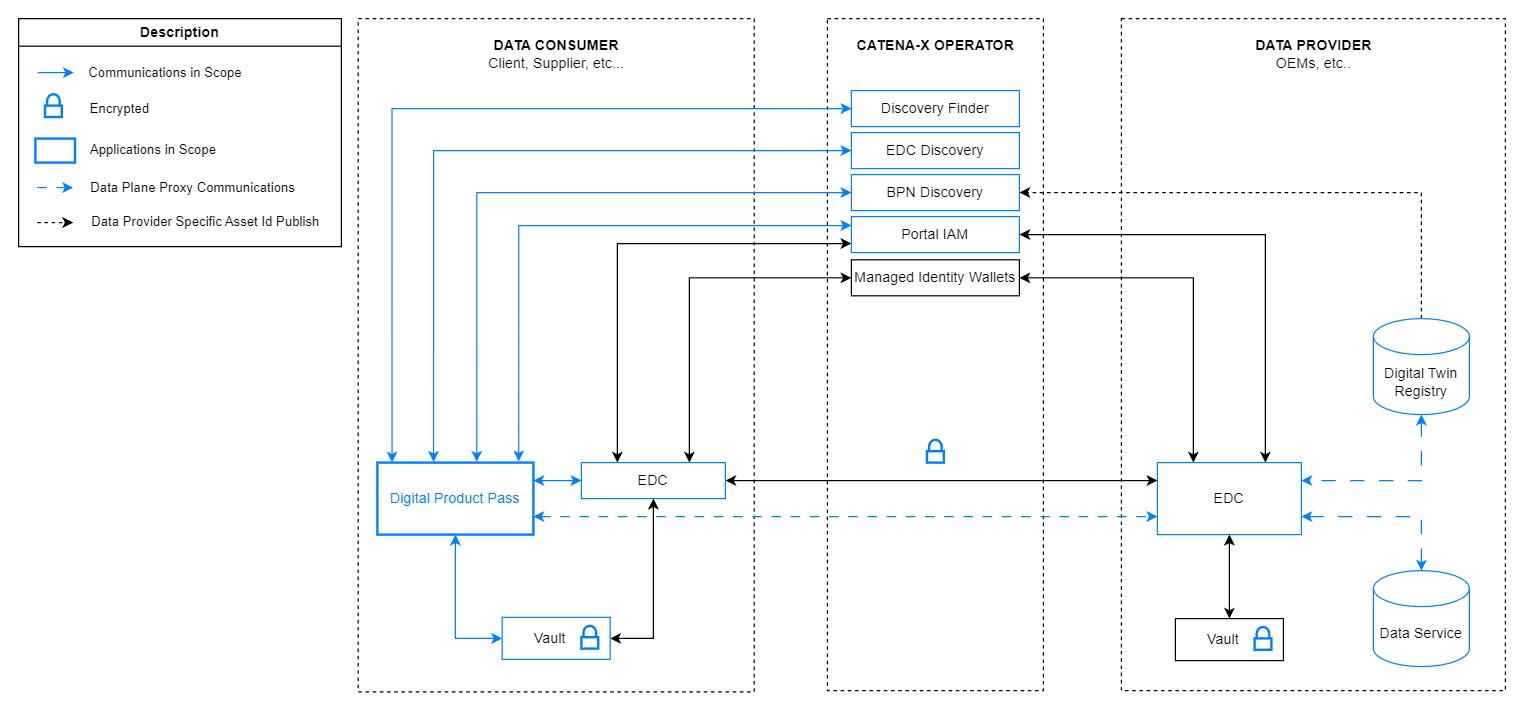 Description
Communications in Scope
Encrypted
Applications in Scope
Data Plane Proxy Communications
Data Provider Specific Asset Id Publish
DATA CONSUMER
Client, Supplier, etc...
CATENA-X OPERATOR
DATA PROVIDER
OEMs, etc..
Discovery Finder
EDC Discovery
BPN Discovery
Portal IAM
Managed Identity Wallets
Digital Twin
Registry
Digital Product Pass
EDC
EDC
Vault
Vault
Data Service